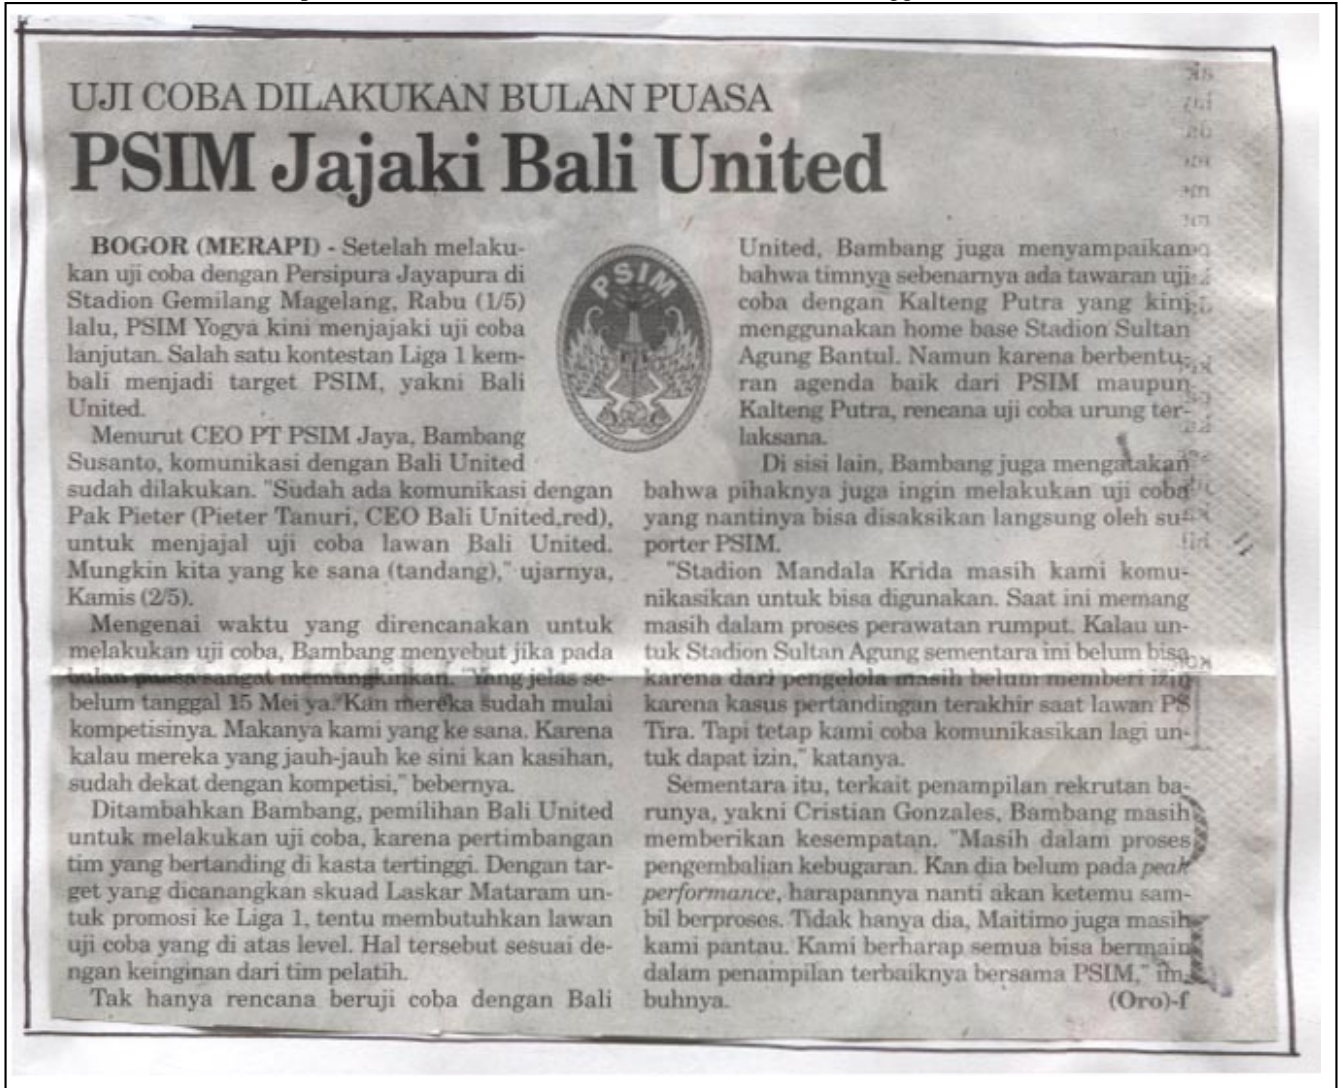 UJI COBA DILAKUKAN BULAN PUASA
PSIM Jajaki Bali United
BOGOR (MERAPI) - Setelah melaku-
kan uji coba dengan Persipura Jayapura di
Stadion Gemilang Magelang, Rabu (1/5)
lalu, PSIM Yogya kini menjajaki uji coba
lanjutan. Salah satu kontestan Liga 1 kem-
bali menjadi target PSIM, yakni Bali
United.
Menurut CEO PT PSIM Jaya, Bambang
Susanto, komunikasi dengan Bali United
sudah dilakukan. "Sudah ada komunikasi dengan
Pak Pieter (Pieter Tanuri, CEO Bali United,red),
untuk menjajal uji coba lawan Bali United.
Mungkin kita yang ke sana (tandang)," ujarnya,
Kamis (2/5).
Mengenai waktu yang direncanakan untuk
melakukan uji coba, Bambang menyebut jika pada
bulan puasa sangat memungkinkan. "Yang jelas se-
belum tanggal 15 Mei ya. Kan mereka sudah mulai
kompetisinya. Makanya kami yang ke sana. Karena
kalau mereka yang jauh-jauh ke sini kan kasihan,
sudah dekat dengan kompetisi," bebernya.
Ditambahkan Bambang, pemilihan Bali United
untuk melakukan uji coba, karena pertimbangan
tim yang bertanding di kasta tertinggi. Dengan tar-
get yang dicanangkan skuad Laskar Mataram un-
tuk promosi ke Liga 1, tentu membutuhkan lawan
uji coba yang di atas level. Hal tersebut sesuai de-
ngan keinginan dari tim pelatih.
Tak hanya rencana beruji coba dengan Bali
PSIM
United, Bambang juga menyampaikan
bahwa timnya sebenarnya ada tawaran uji
coba dengan Kalteng Putra yang kini
menggunakan home base Stadion Sultan
Agung Bantul. Namun karena berbentu-
ran agenda baik dari PSIM maupun
Kalteng Putra, rencana uji coba urung ter-
laksana.
Di sisi lain, Bambang juga mengatakan
bahwa pihaknya juga ingin melakukan uji coba
yang nantinya bisa disaksikan langsung oleh su-
porter PSIM.
"Stadion Mandala Krida masih kami komu-
nikasikan untuk bisa digunakan. Saat ini memang
masih dalam proses perawatan rumput. Kalau un-
tuk Stadion Sultan Agung sementara ini belum bisa
karena dari pengelola masih belum memberi izin
karena kasus pertandingan terakhir saat lawan PS
Tira. Tapi tetap kami coba komunikasikan lagi un-
tuk dapat izin," katanya.
Sementara itu, terkait penampilan rekrutan ba-
runya, yakni Cristian Gonzales, Bambang masih
memberikan kesempatan. "Masih dalam proses
pengembalian kebugaran. Kan dia belum pada peak
performance, harapannya nanti akan ketemu sam-
bil berproses. Tidak hanya dia, Maitimo juga masih
kami pantau. Kami berharap semua bisa bermain
dalam penampilan terbaiknya bersama PSIM," im-
buhnya. (Oro)-f